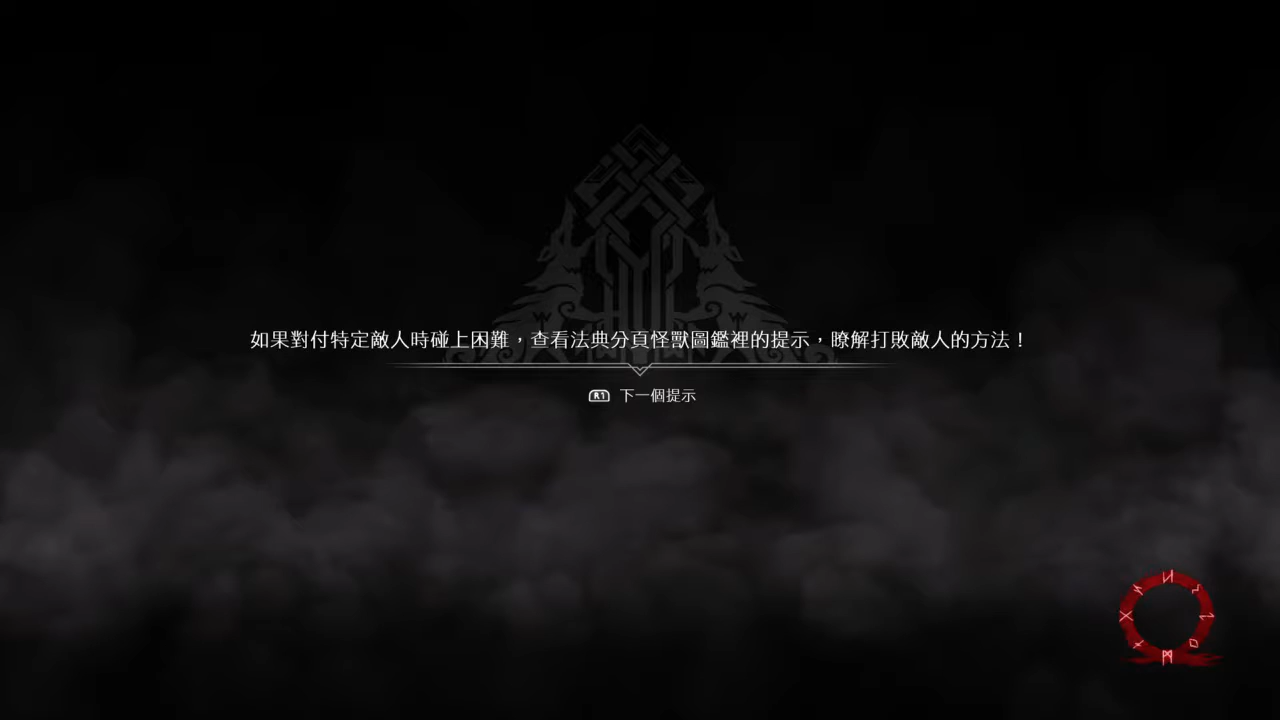 如果對付特定敵人時碰上困難，查看法典分頁怪獸圖鑑裡的提示，瞭解打敗敵人的方法！
R1 下一個提示